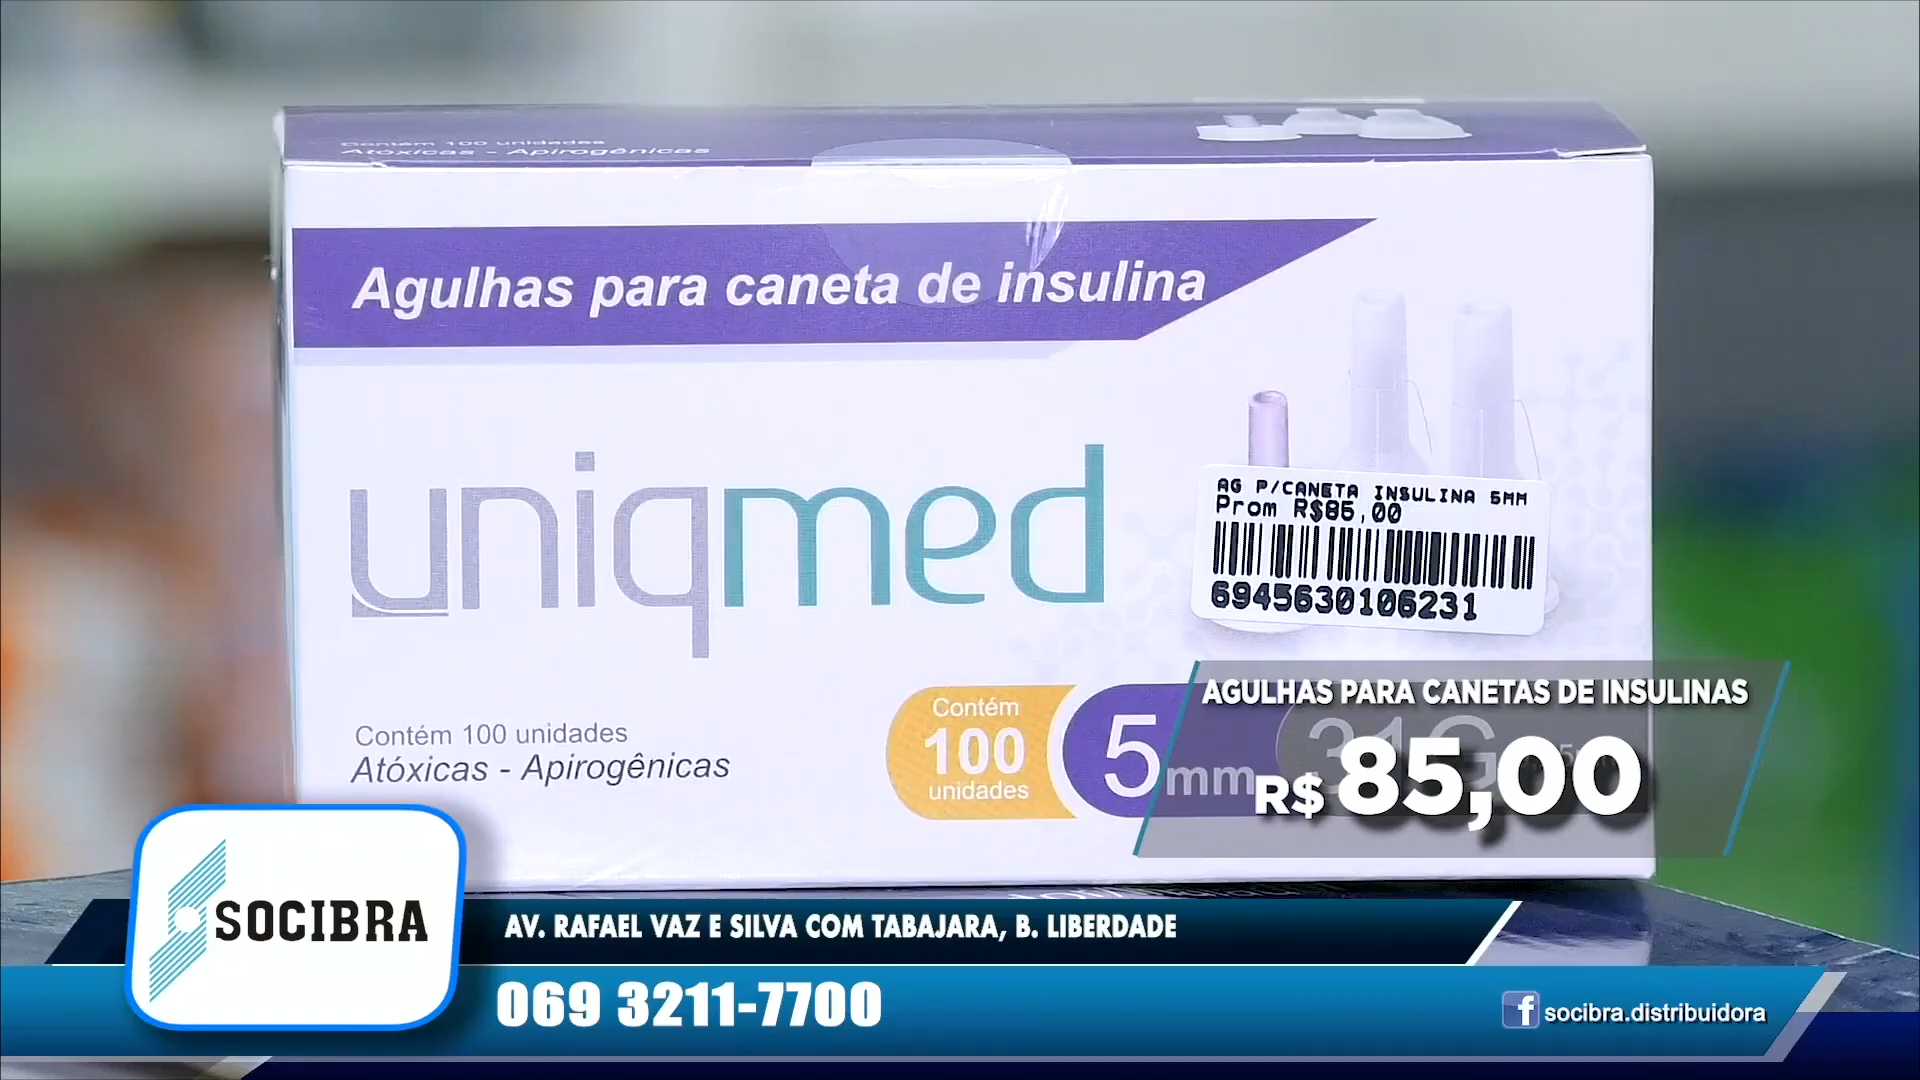 Contém 100 unidades
Atóxicas - Apirogênicas
Agulhas para caneta de insulina
uniqmed
AG P/CANETA INSULINA 5MM
Prom R$85,00
6945630106231
Contém 100 unidades
Atóxicas - Apirogênicas
Contém
100
unidades
5mm
31G
AGULHAS PARA CANETAS DE INSULINAS
R$ 85,00
SOCIBRA
AV. RAFAEL VAZ E SILVA COM TABAJARA, B. LIBERDADE
069 3211-7700
f socibra.distribuidora